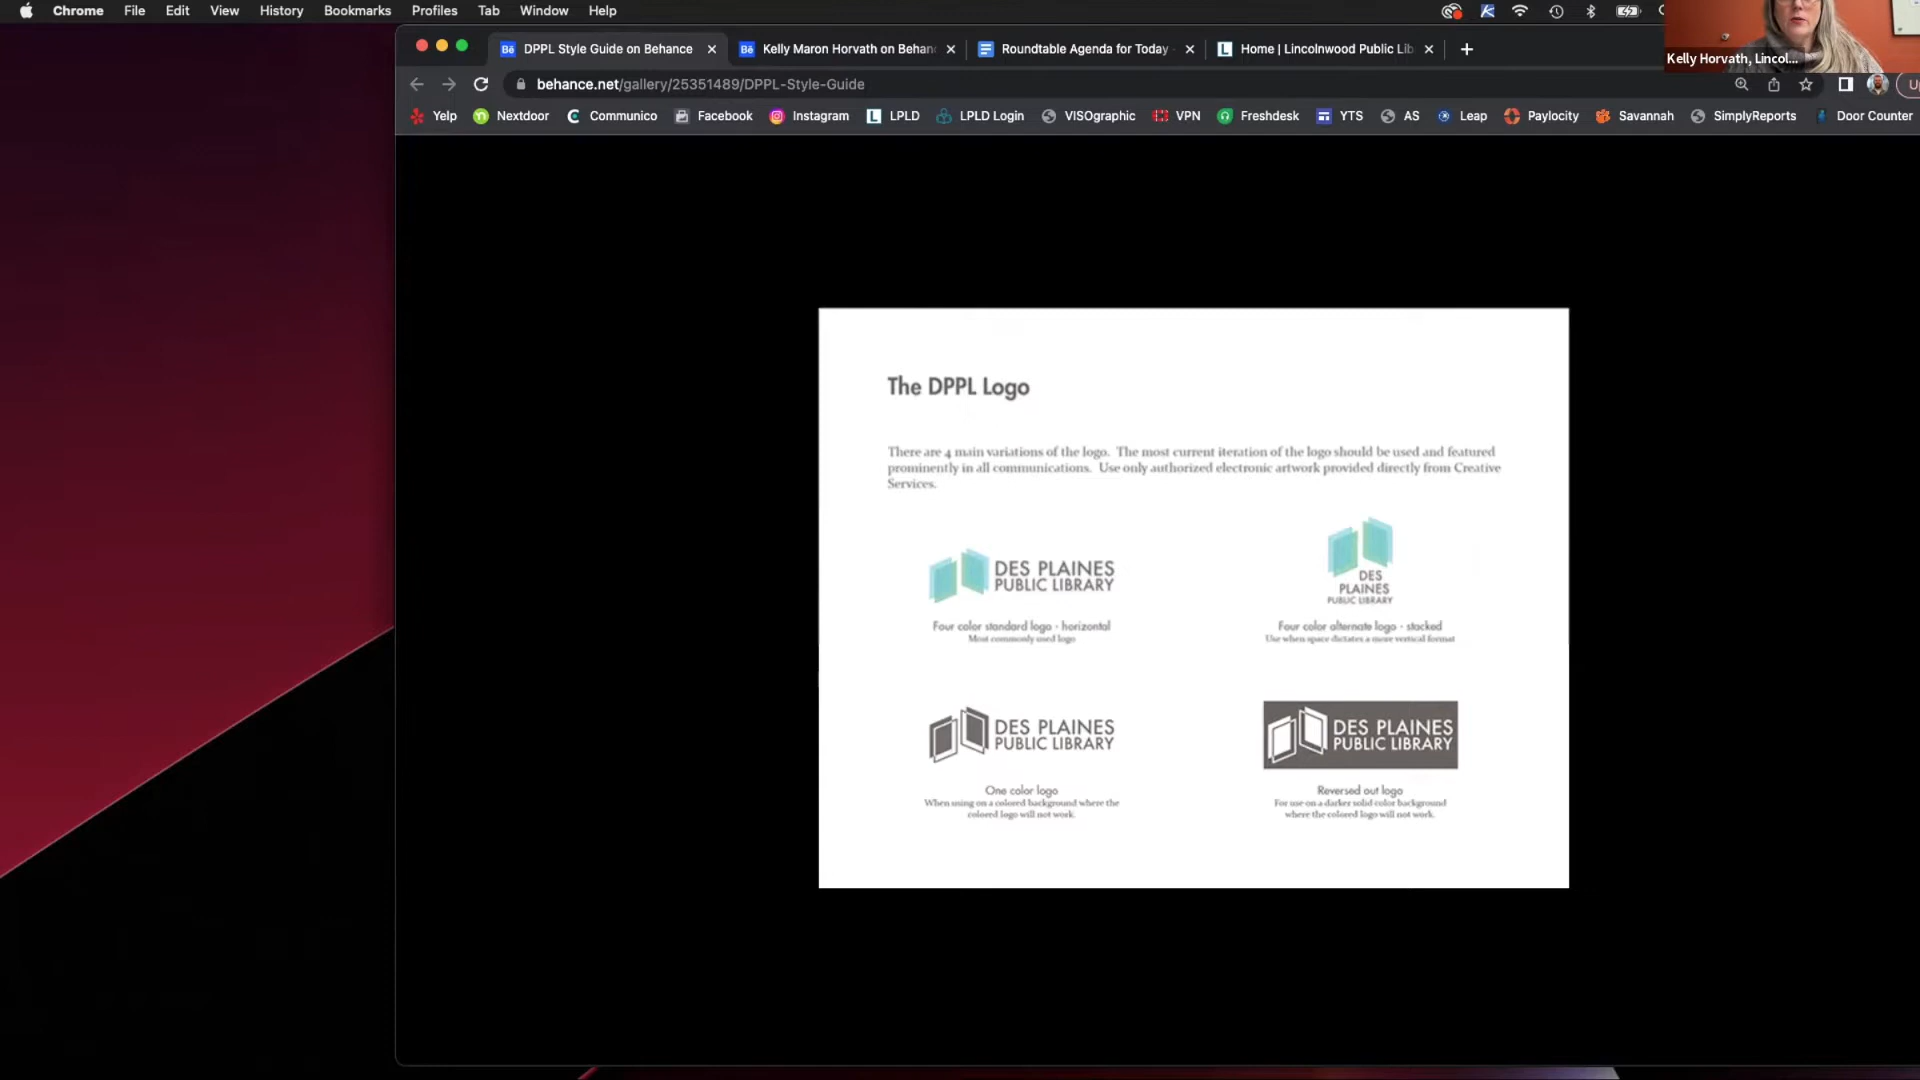 Chrome File Edit View History Bookmarks Profiles Tab Window Help
Kelly Horvath, Lincol...
DPPL Style Guide on Behance
Kelly Maron Horvath on Behan
Roundtable Agenda for Today
Home | Lincolnwood Public Lib
behance.net/gallery/25351489/DPPL-Style-Guide
Yelp Nextdoor Communico Facebook Instagram LPLD LPLD Login VISOgraphic VPN Freshdesk YTS AS Leap Paylocity Savannah SimplyReports Door Counter
The DPPL Logo
There are 4 main variations of the logo. The most current iteration of the logo should be used and featured
prominently in all communications. Use only authorized electronic artwork provided directly from Creative
Services.
DES PLAINES
PUBLIC LIBRARY
Four color standard logo - horizontal
Most commonly used logo
DES
PLAINES
PUBLIC LIBRARY
Four color alternate logo - stacked
Use when space dictates a more vertical format
DES PLAINES
PUBLIC LIBRARY
One color logo
When using on a colored background where the
colored logo will not work.
DES PLAINES
PUBLIC LIBRARY
Reversed out logo
For use on a darker solid color background
where the colored logo will not work.